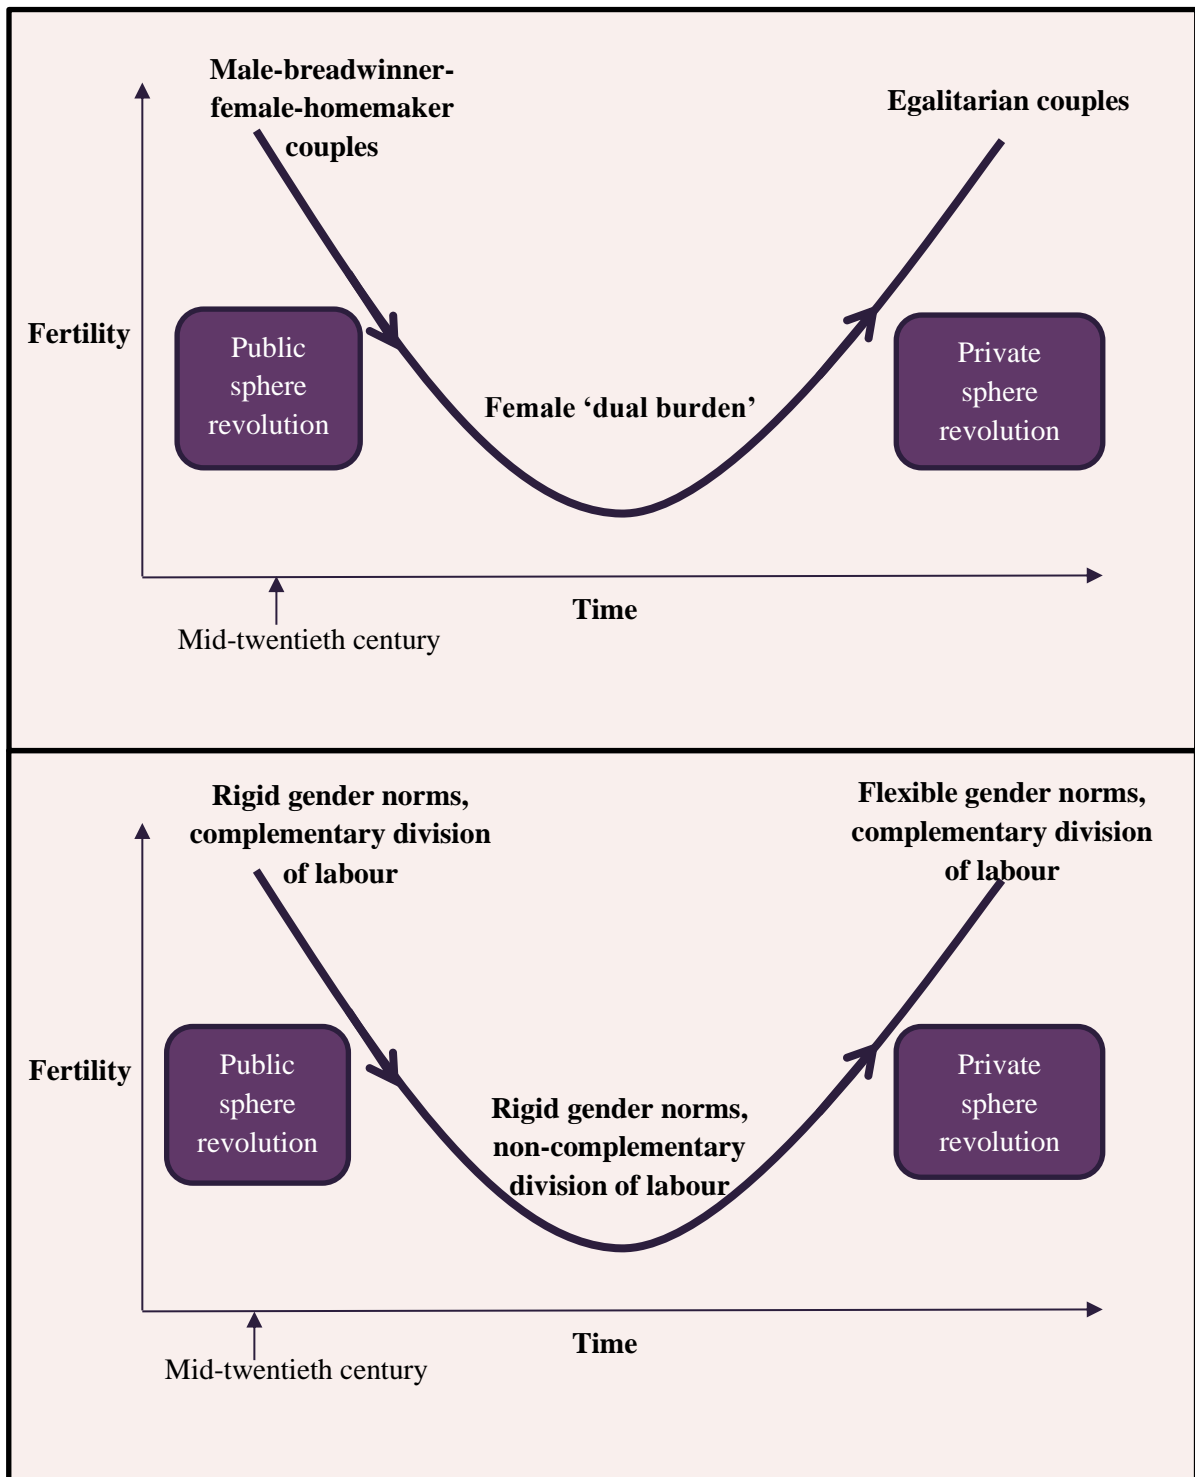 Male-breadwinner-
female-homemaker
couples
Egalitarian couples
Fertility
Public
sphere
revolution
Female ‘dual burden’
Private
sphere
revolution
Time
Mid-twentieth century
Rigid gender norms,
complementary division
of labour
Flexible gender norms,
complementary division
of labour
Fertility
Public
sphere
revolution
Rigid gender norms,
non-complementary
division of labour
Private
sphere
revolution
Time
Mid-twentieth century